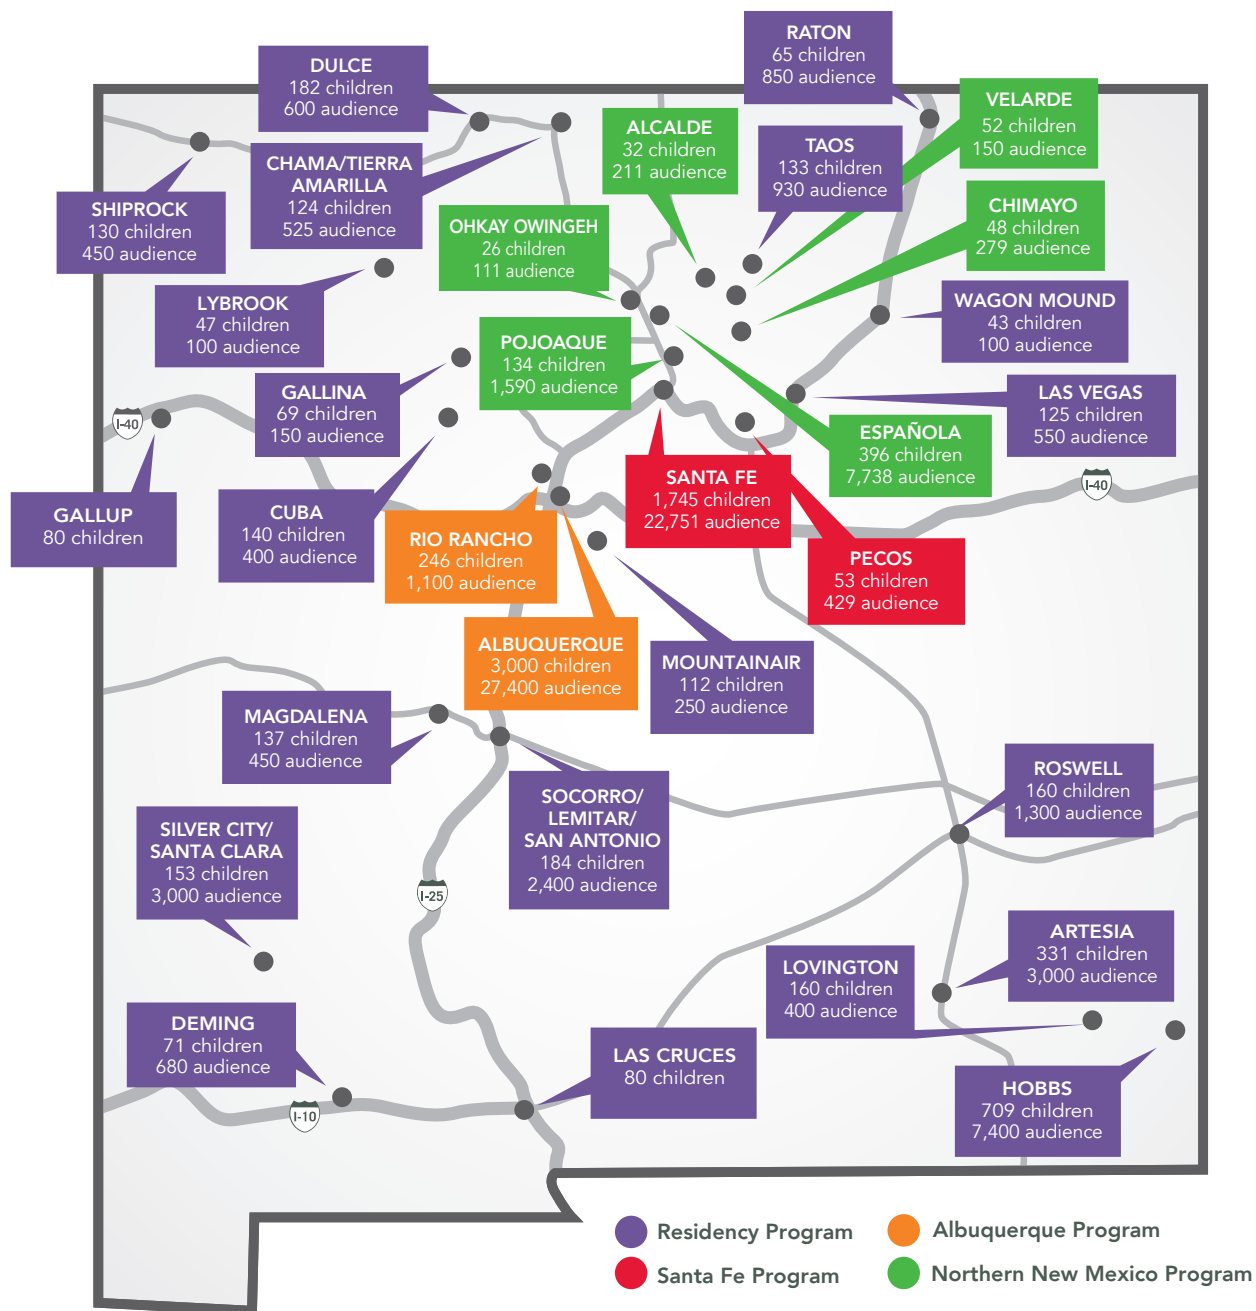 RATON
65 children
850 audience
DULCE
182 children
600 audience
VELARDE
52 children
150 audience
ALCALDE
32 children
211 audience
TAOS
133 children
930 audience
CHAMA/TIERRA
AMARILLA
124 children
525 audience
SHIPROCK
130 children
450 audience
CHIMAYO
48 children
279 audience
OHKAY OWINGEH
26 children
111 audience
LYBROOK
47 children
100 audience
WAGON MOUND
43 children
100 audience
POJOAQUE
134 children
1,590 audience
GALLINA
69 children
150 audience
LAS VEGAS
125 children
550 audience
I-40
ESPAÑOLA
396 children
7,738 audience
SANTA FE
1,745 children
22,751 audience
I-40
GALLUP
80 children
CUBA
140 children
400 audience
RIO RANCHO
246 children
1,100 audience
PECOS
53 children
429 audience
ALBUQUERQUE
3,000 children
27,400 audience
MOUNTAINAIR
112 children
250 audience
MAGDALENA
137 children
450 audience
SOCORRO/
LEMITAR/
SAN ANTONIO
184 children
2,400 audience
ROSWELL
160 children
1,300 audience
SILVER CITY/
SANTA CLARA
153 children
3,000 audience
I-25
ARTESIA
331 children
3,000 audience
LOVINGTON
160 children
400 audience
DEMING
71 children
680 audience
LAS CRUCES
80 children
HOBBS
709 children
7,400 audience
I-10
Residency Program
Albuquerque Program
Santa Fe Program
Northern New Mexico Program